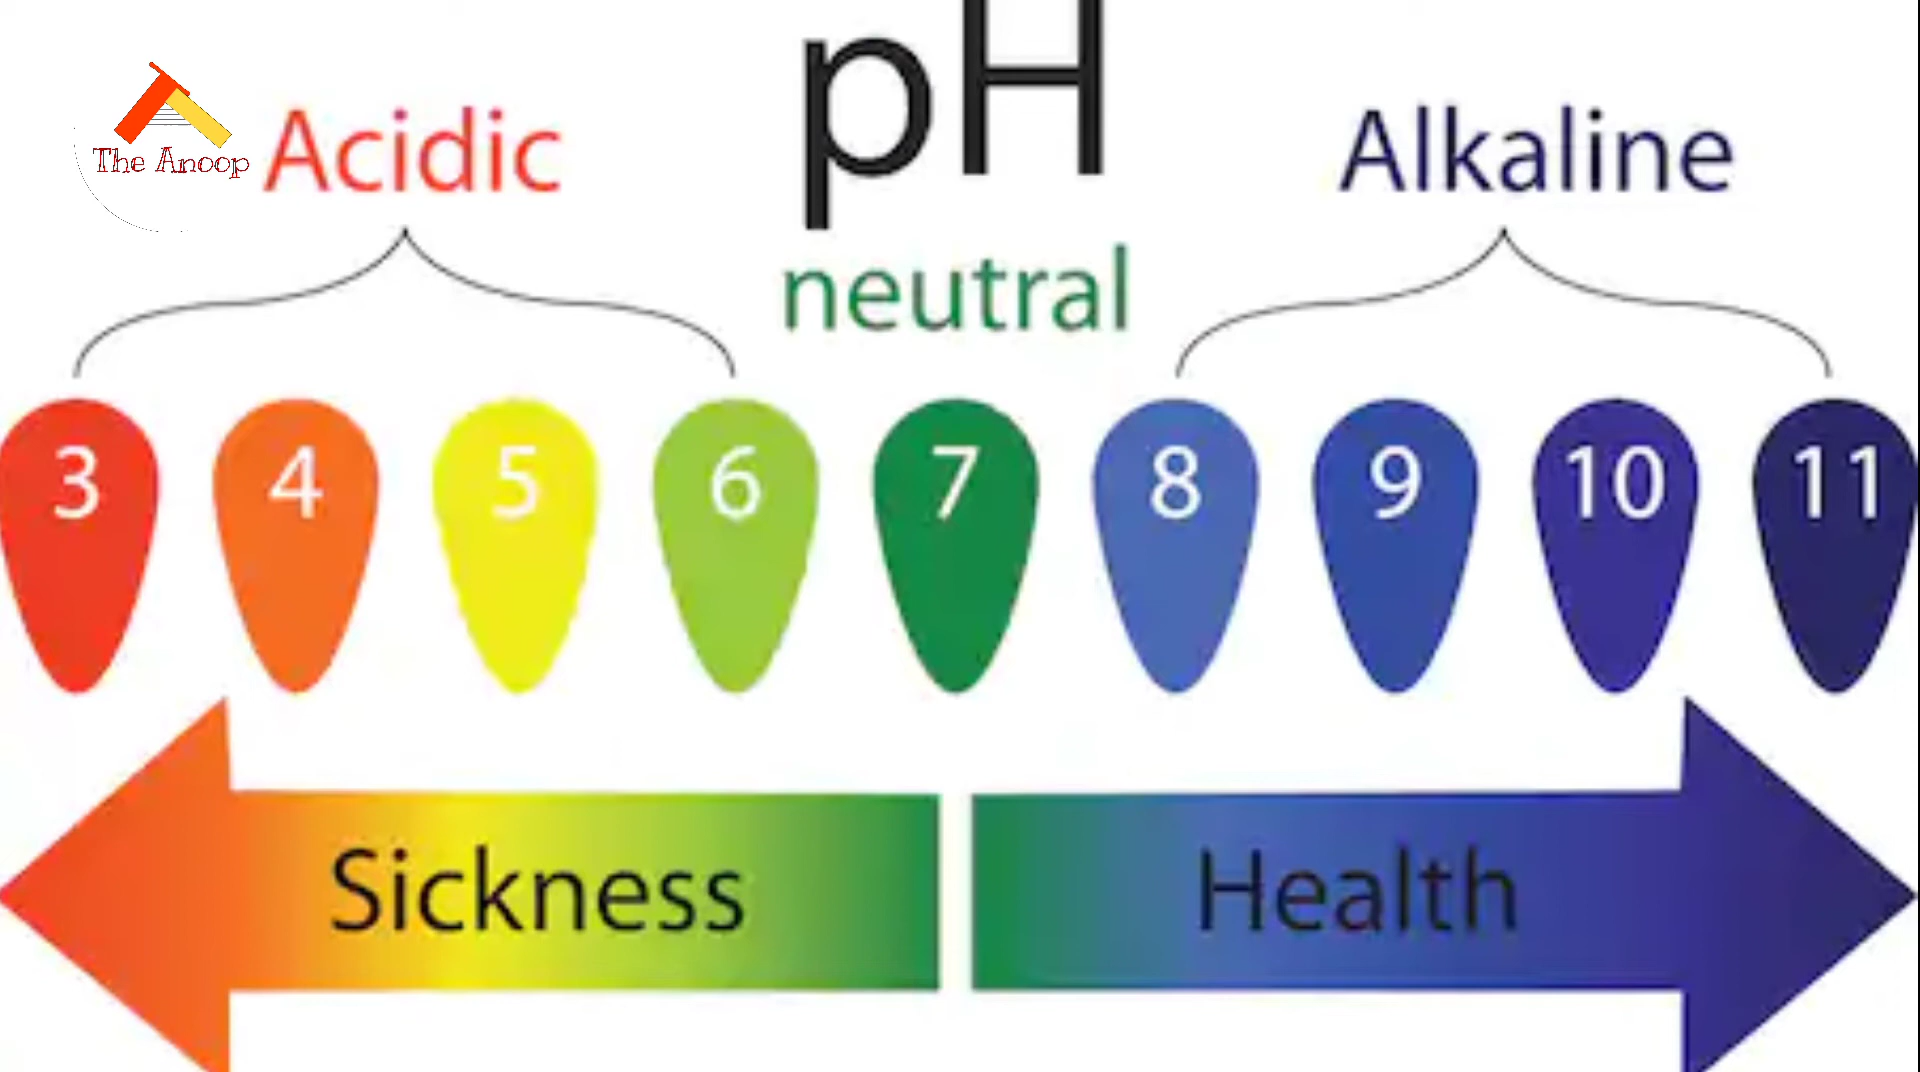 pH
The Anoop
Acidic
Alkaline
neutral
3 4 5 6 7 8 9 10 11
Sickness
Health